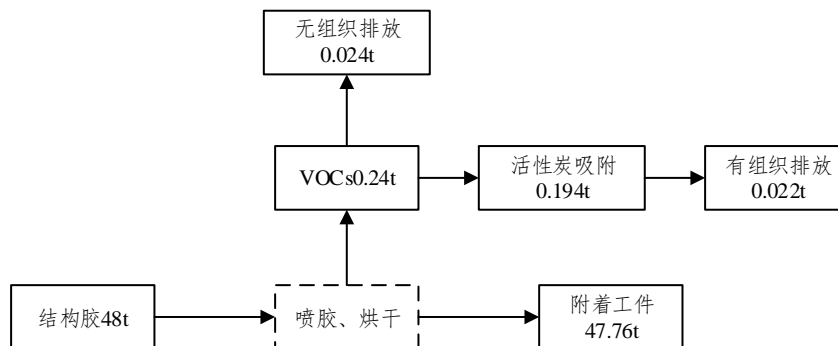 无组织排放
0.024t
VOCs0.24t
活性炭吸附
0.194t
有组织排放
0.022t
结构胶48t
喷胶、烘干
附着工件
47.76t